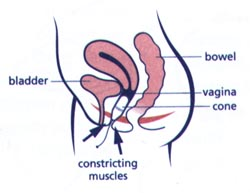 bowel
bladder
vagina
cone
constricting
muscles